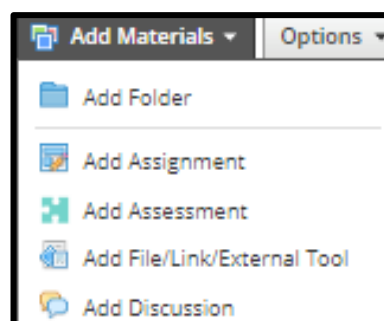 Add Materials Options
Add Folder
Add Assignment
Add Assessment
Add File/Link/External Tool
Add Discussion